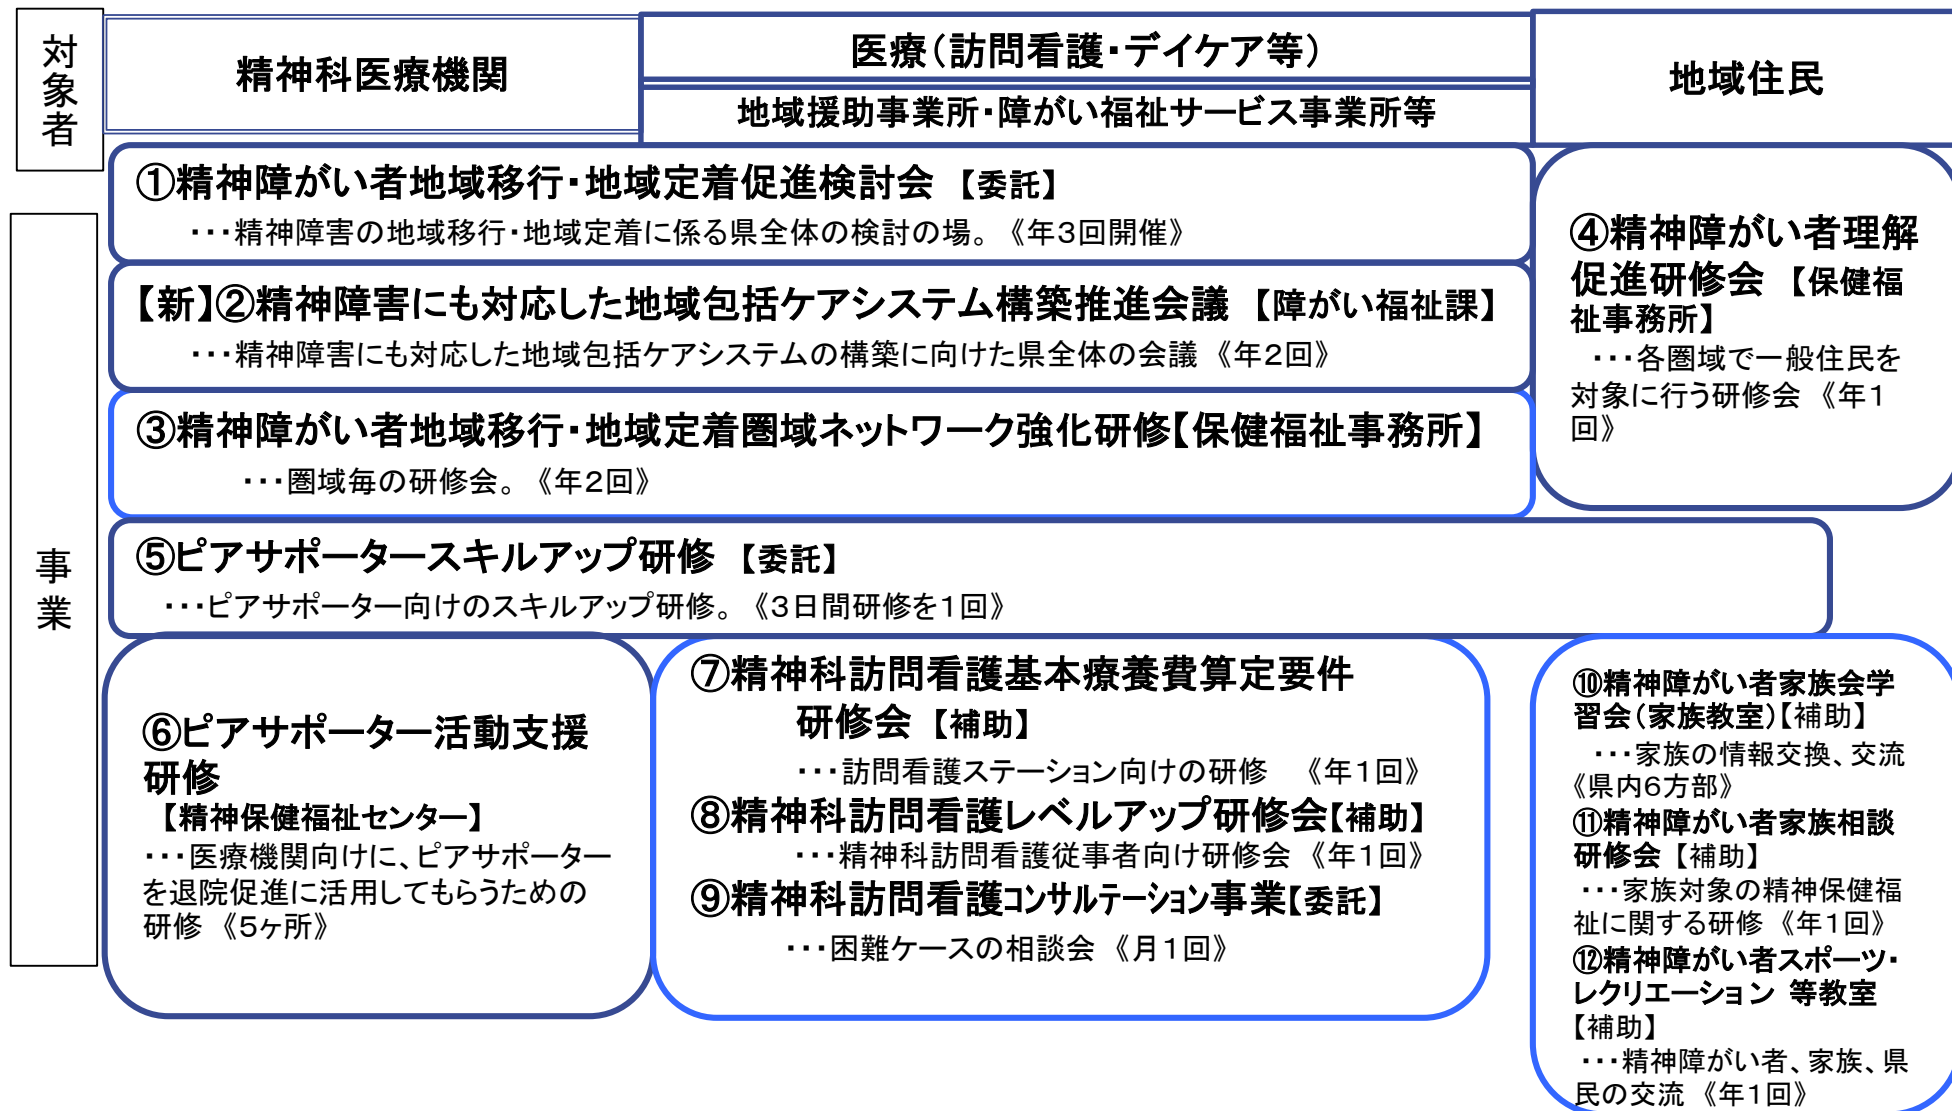 対象者
精神科医療機関
医療(訪問看護・デイケア等)
地域援助事業所・障がい福祉サービス事業所等
地域住民
事業
①精神障がい者地域移行・地域定着促進検討会 【委託】
・・・精神障害の地域移行・地域定着に係る県全体の検討の場。《年3回開催》
【新】②精神障害にも対応した地域包括ケアシステム構築推進会議 【障がい福祉課】
・・・精神障害にも対応した地域包括ケアシステムの構築に向けた県全体の会議 《年2回》
③精神障がい者地域移行・地域定着圏域ネットワーク強化研修【保健福祉事務所】
・・・圏域毎の研修会。《年2回》
④精神障がい者理解
促進研修会 【保健福
祉事務所】
・・・各圏域で一般住民を
対象に行う研修会 《年1
回》
⑤ピアサポータースキルアップ研修 【委託】
・・・ピアサポーター向けのスキルアップ研修。《3日間研修を1回》
⑥ピアサポーター活動支援
研修
【精神保健福祉センター】
・・・医療機関向けに、ピアサポーター
を退院促進に活用してもらうための
研修 《5ヶ所》
⑦精神科訪問看護基本療養費算定要件
研修会 【補助】
・・・訪問看護ステーション向けの研修 《年1回》
⑧精神科訪問看護レベルアップ研修会【補助】
・・・精神科訪問看護従事者向け研修会 《年1回》
⑨精神科訪問看護コンサルテーション事業【委託】
・・・困難ケースの相談会 《月1回》
⑩精神障がい者家族会学
習会(家族教室)【補助】
・・・家族の情報交換、交流
《県内6方部》
⑪精神障がい者家族相談
研修会 【補助】
・・・家族対象の精神保健福
祉に関する研修 《年1回》
⑫精神障がい者スポーツ・
レクリエーション 等教室
【補助】
・・・精神障がい者、家族、県
民の交流 《年1回》